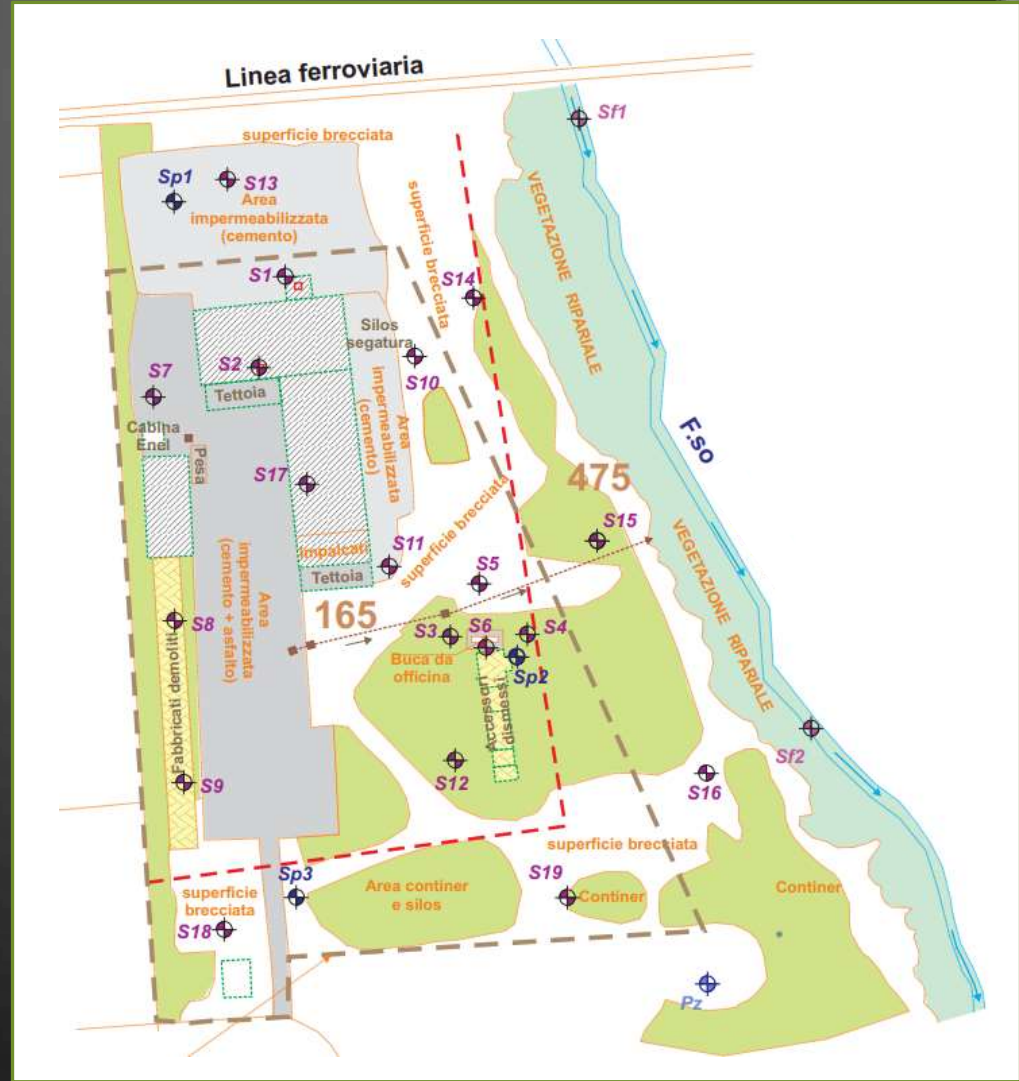 Linea ferroviaria
superficie brecciata
Sf1
Sp1
S13
Area
impermeabilizzata
(cemento)
superficie brecciata
VEGETAZIONE RIPARIALE
S1
S14
Silos
segatura
S7
S2
S10
Tettoia
Area
impermeabilizzata
(cemento)
Cabina
Enel
Pesa
F.so
S17
475
superficie brecciata
S15
VEGETAZIONE RIPARIALE
impalcati
S11
Tettoia
S5
Area
impermeabilizzata
(cemento + asfalto)
165
S8
S3
S6
S4
Buca da
officina
Sp2
Fabbricati demoliti
Accessori
dismessi
Sf2
S9
S12
S16
superficie brecciata
Sp3
superficie
brecciata
Area continer
e silos
S19
Continer
Continer
S18
Pz